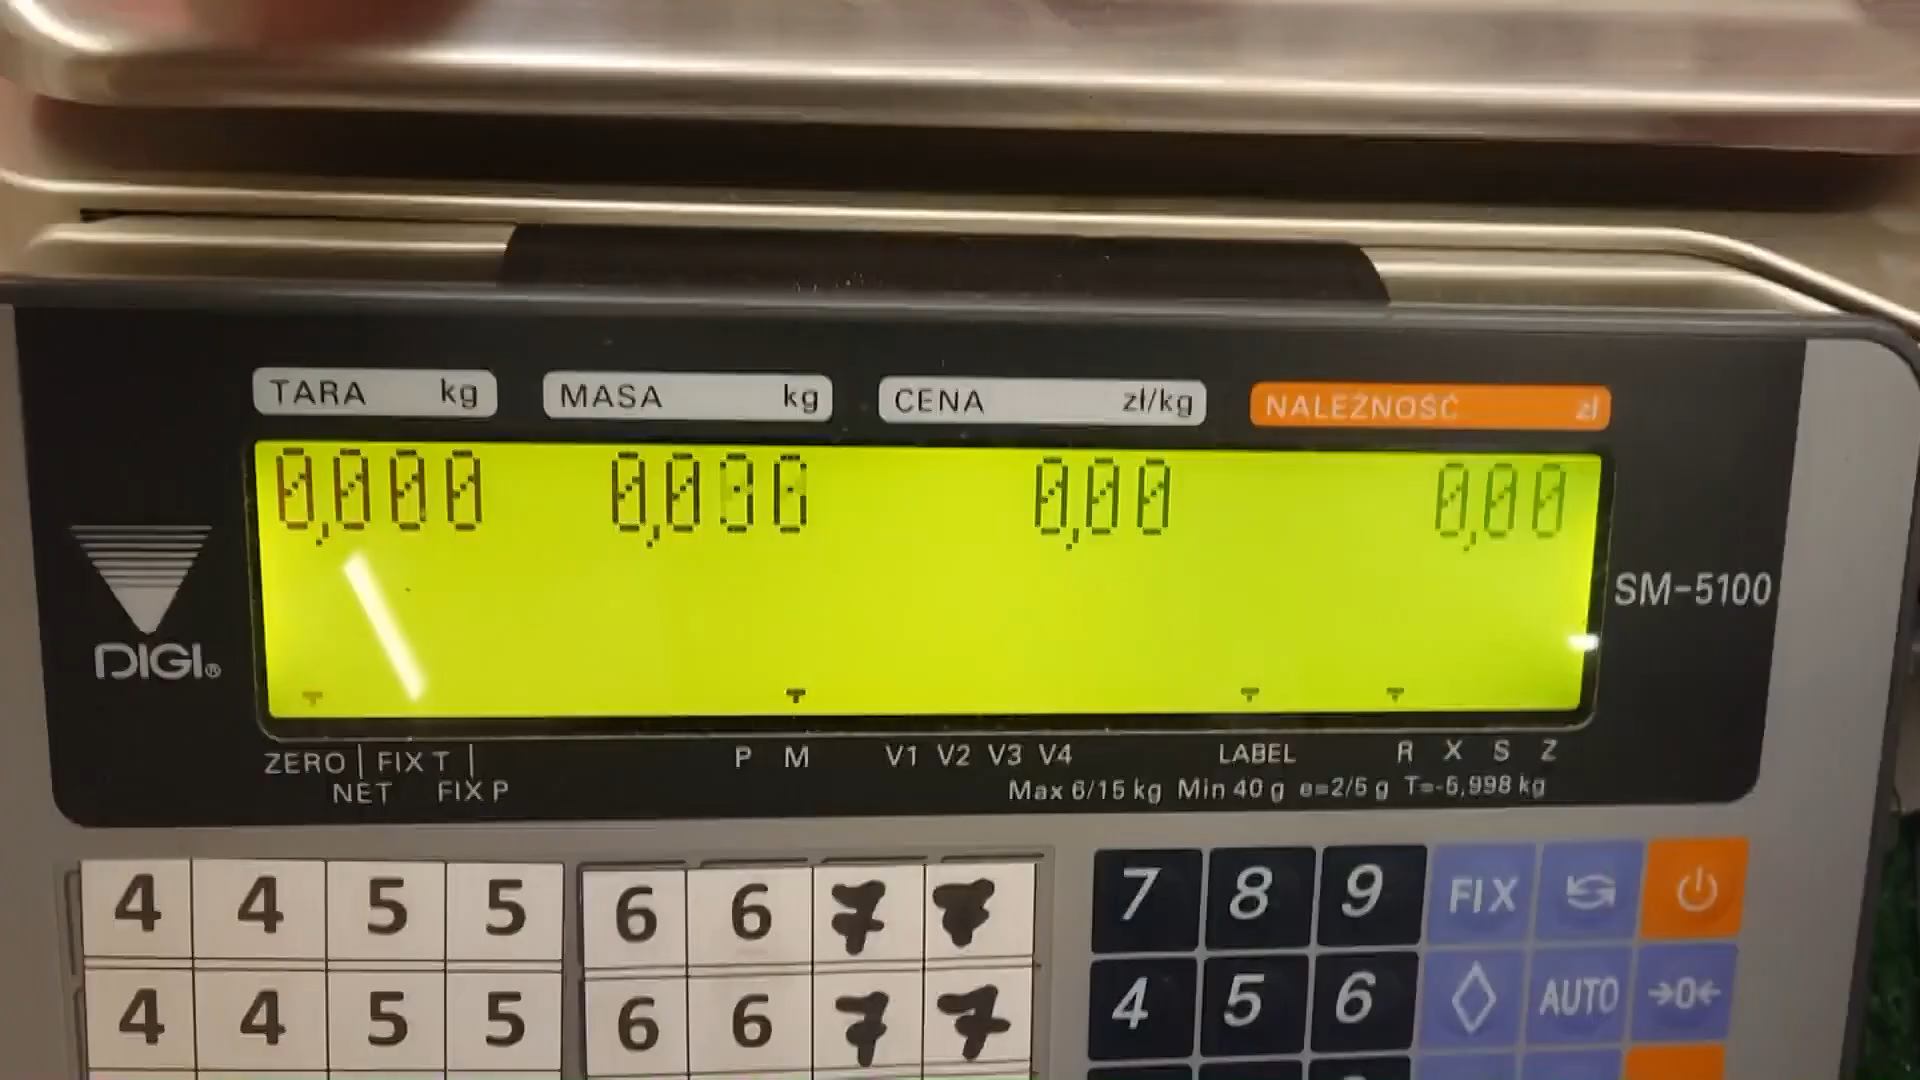 TARA kg MASA kg CENA zł/kg NALEŻNOŚĆ zł
0,000 0,030 0,00 0,00
SM-5100
DIGI®
ZERO | FIX T | P M V1 V2 V3 V4 LABEL R X S Z
NET FIX P Max 6/15 kg Min 40 g e=2/5 g T=-5,998 kg
4 4 5 5 6 6 7 7 7 8 9 FIX
4 4 5 5 6 6 7 7 4 5 6 AUTO →0←